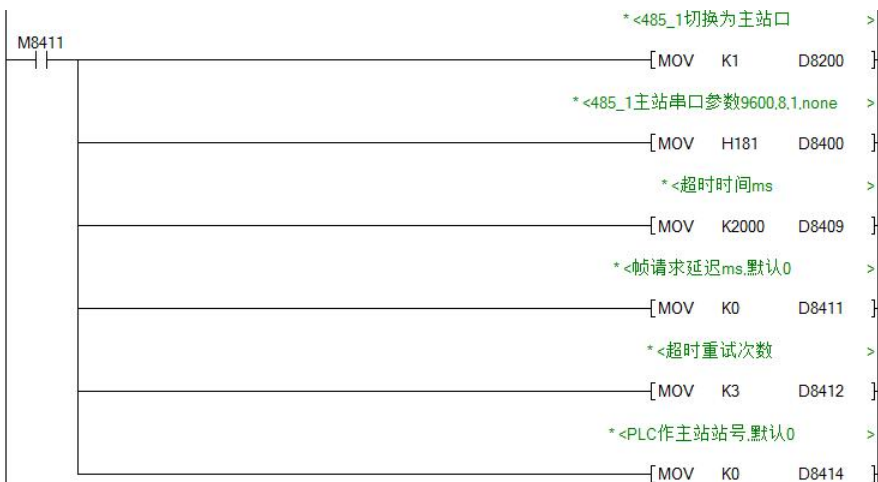 *<485_1切换为主站口 >
M8411
[MOV K1 D8200 ]
*<485_1主站串口参数9600,8,1,none >
[MOV H181 D8400 ]
*<超时时间ms >
[MOV K2000 D8409 ]
*<帧请求延迟ms,默认0 >
[MOV K0 D8411 ]
*<超时重试次数 >
[MOV K3 D8412 ]
*<PLC作主站站号,默认0 >
[MOV K0 D8414 ]